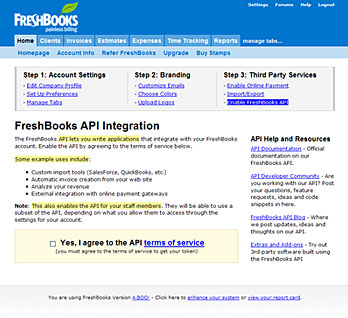 Settings Forums Help Logout
FRESHBOOKS
painless billing
Home Clients Invoices Estimates Expenses Time Tracking Reports manage tabs...
Homepage Account Info Refer FreshBooks Upgrade Buy Stamps
Step 1: Account Settings
- Edit Company Profile
- Set Up Preferences
- Manage Tabs
Step 2: Branding
- Customize Emails
- Choose Colors
- Upload Logos
Step 3: Third Party Services
- Enable Online Payment
- Import/Export
- Enable FreshBooks API
FreshBooks API Integration
The FreshBooks API lets you write applications that integrate with your FreshBooks
account. Enable the API by agreeing to the terms of service below.
Some example uses include:
• Custom import tools (SalesForce, QuickBooks, etc.)
• Automatic invoice creation from your web site
• Analyze your revenue
• External integration with online payment gateways
Note: This also enables the API for your staff members. They will be able to use a
subset of the API, depending on what you allow them to access through the
settings for your account.
Yes, I agree to the API terms of service
(you must agree to the terms of service to get your token)
API Help and Resources
API Documentation - Official
documentation on our
FreshBooks API.
API Developer Community -
Are you working with our
API? Post your questions, feature
requests, ideas and code
snippets in here.
FreshBooks API Blog - Where
we post updates, ideas and
thoughts on our API.
Extras and Add-ons - Try out
3rd-party software built using
the FreshBooks API
You are using FreshBooks Version 4.BOO! - Click here to enhance your system or view your report card.